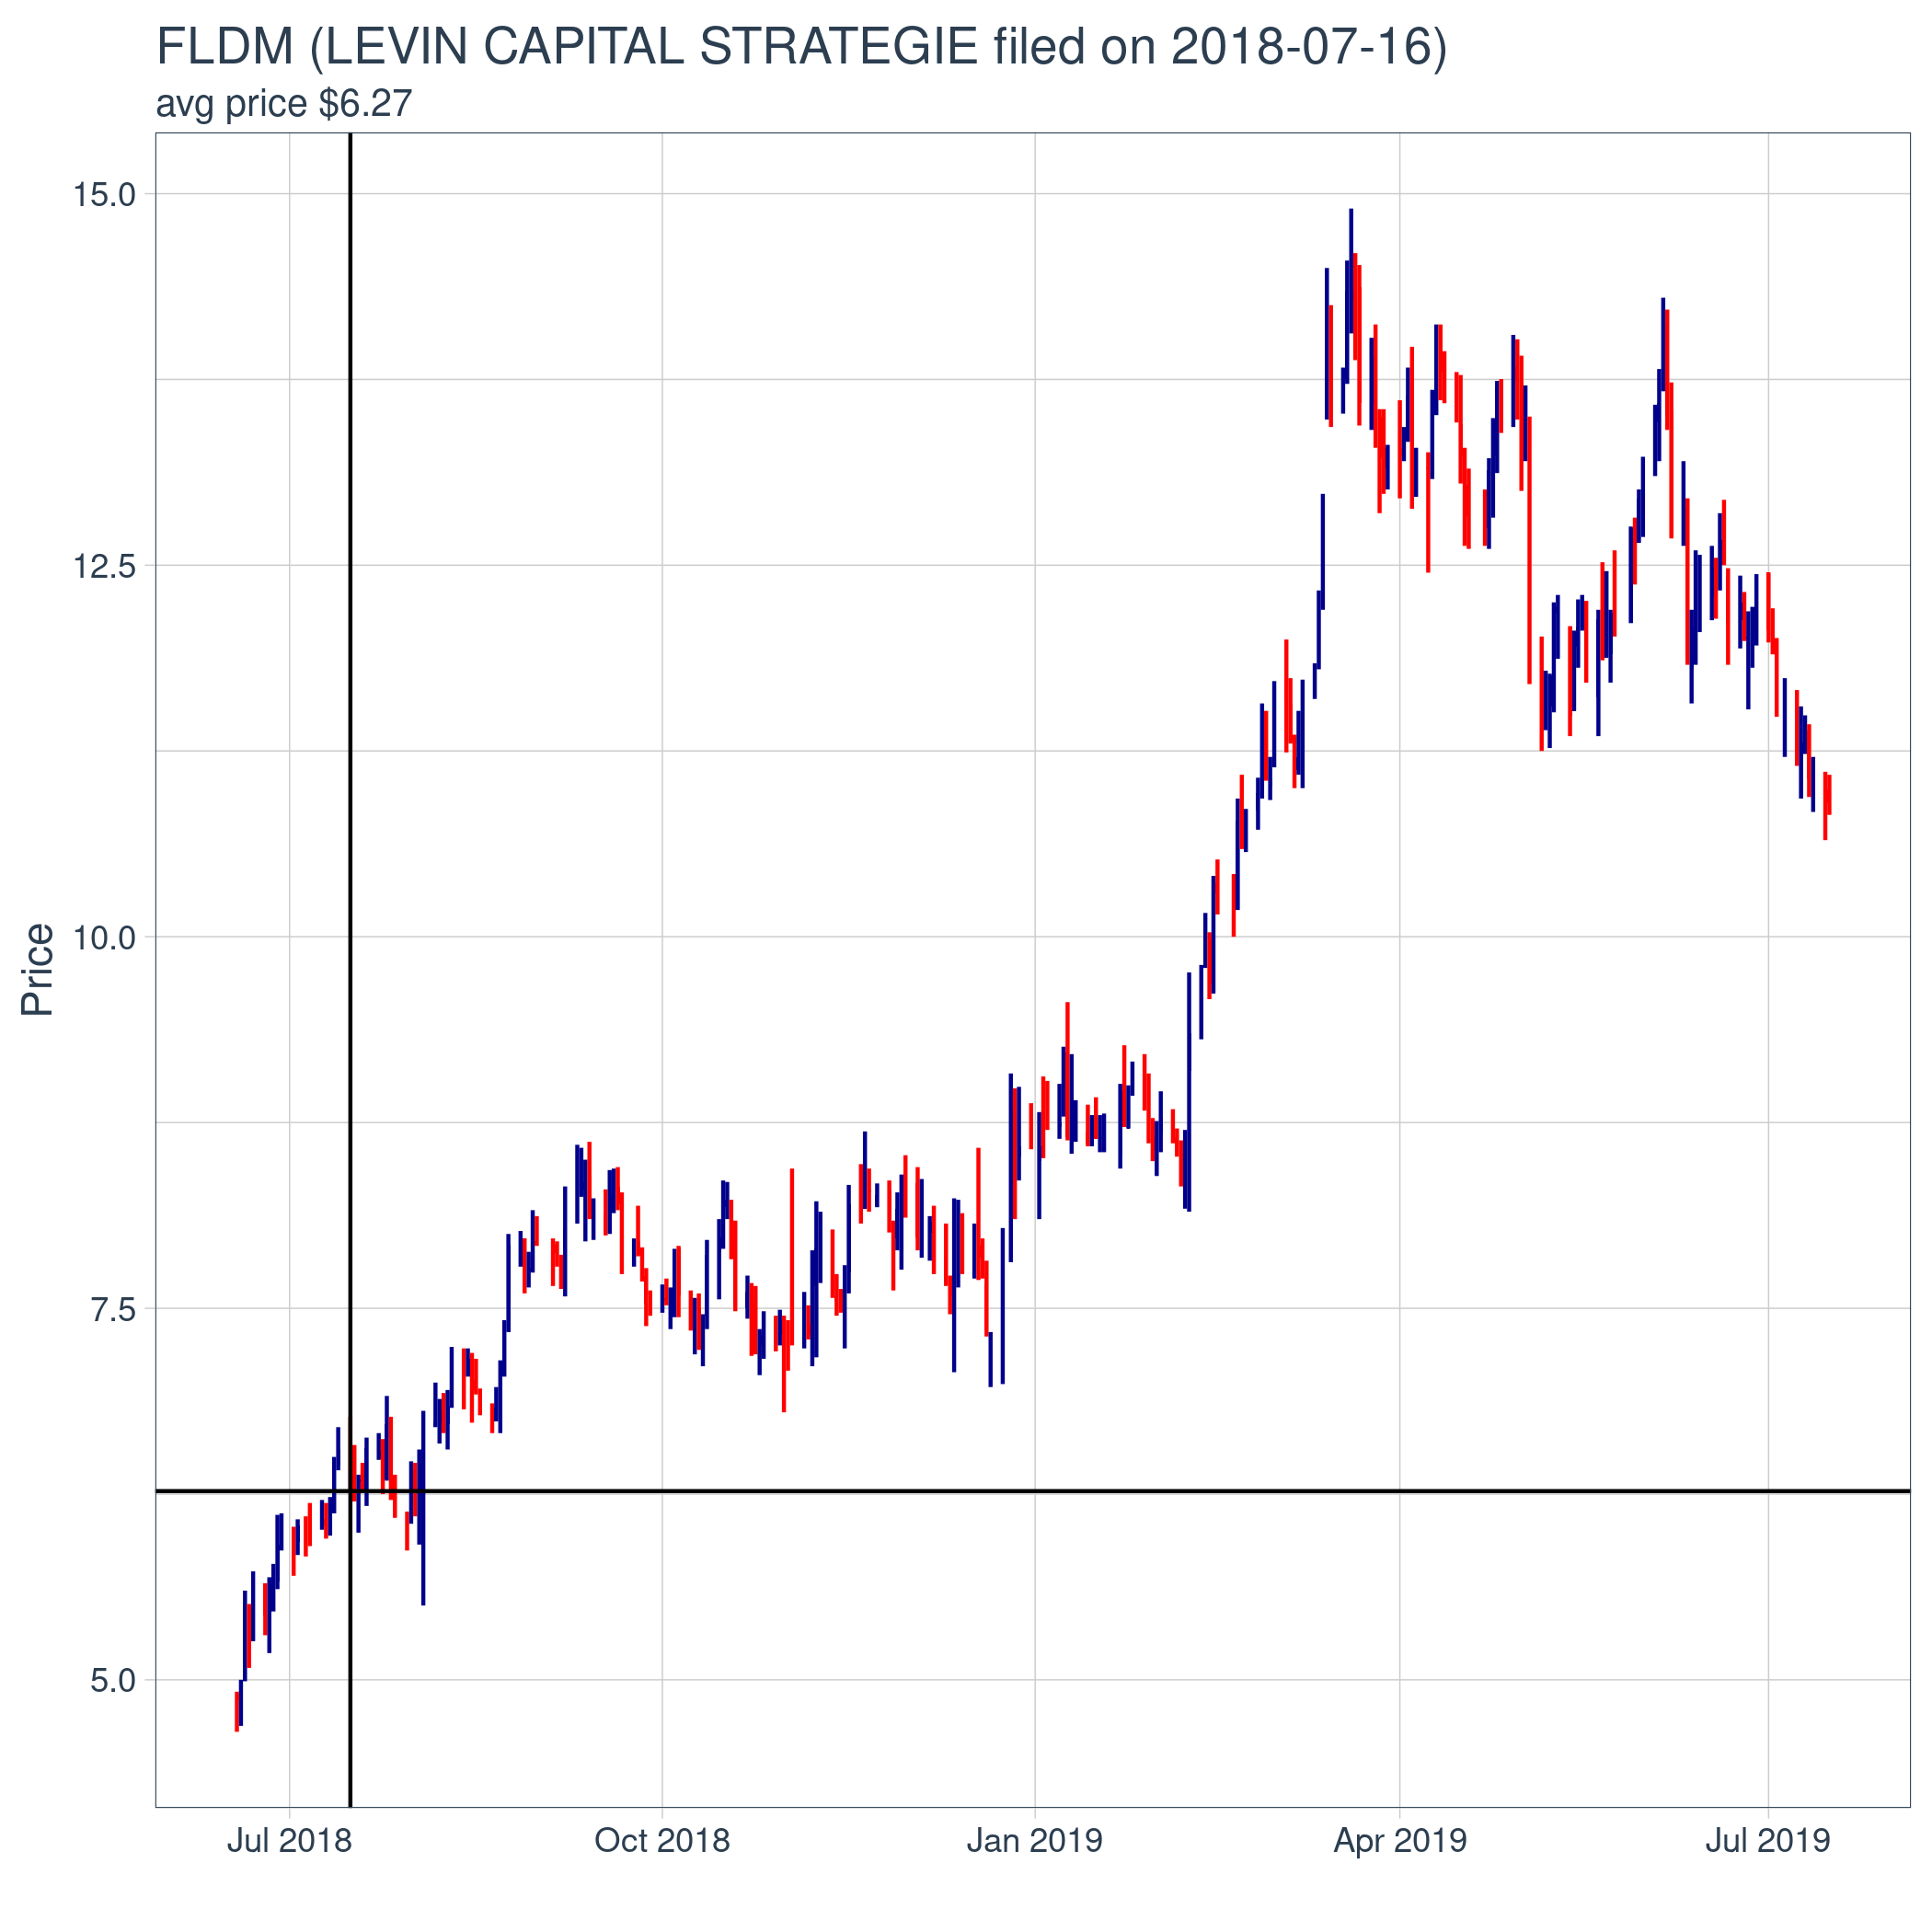 FLDM (LEVIN CAPITAL STRATEGIE filed on 2018-07-16)
avg price $6.27
15.0
12.5
10.0
7.5
5.0
Price
Jul 2018
Oct 2018
Jan 2019
Apr 2019
Jul 2019